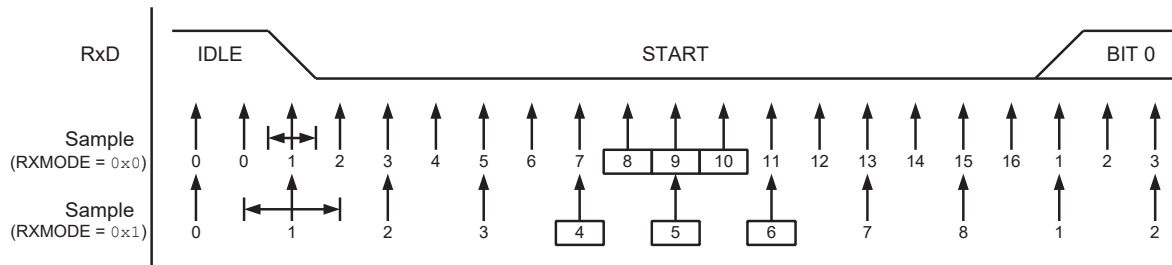 RxD IDLE START BIT 0
Sample
(RXMODE = 0x0) 0 0 1 2 3 4 5 6 7 8 9 10 11 12 13 14 15 16 1 2 3
Sample
(RXMODE = 0x1) 0 1 2 3 4 5 6 7 8 1 2